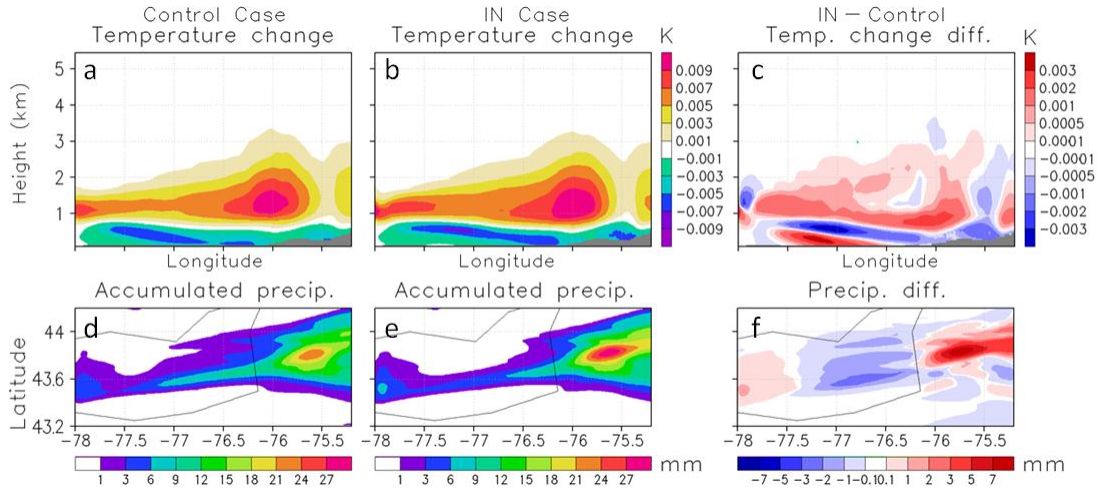 Control Case
Temperature change
IN Case
Temperature change
IN − Control
Temp. change diff.
K
K
Height (km)
5
4
3
2
1
a
b
c
0.009
0.007
0.005
0.003
0.001
−0.001
−0.003
−0.005
−0.007
−0.009
0.003
0.002
0.001
0.0005
0.0001
−0.0001
−0.0005
−0.001
−0.002
−0.003
Longitude
Longitude
Longitude
Accumulated precip.
Accumulated precip.
Precip. diff.
Latitude
44
43.6
43.2
d
e
f
−78 −77.5 −77 −76.5 −76 −75.5
−78 −77.5 −77 −76.5 −76 −75.5
−78 −77.5 −77 −76.5 −76 −75.5
1 3 6 9 12 15 18 21 24 27
1 3 6 9 12 15 18 21 24 27 mm
−7 −5 −3 −2 −1 −0.1 0.1 1 2 3 5 7 mm